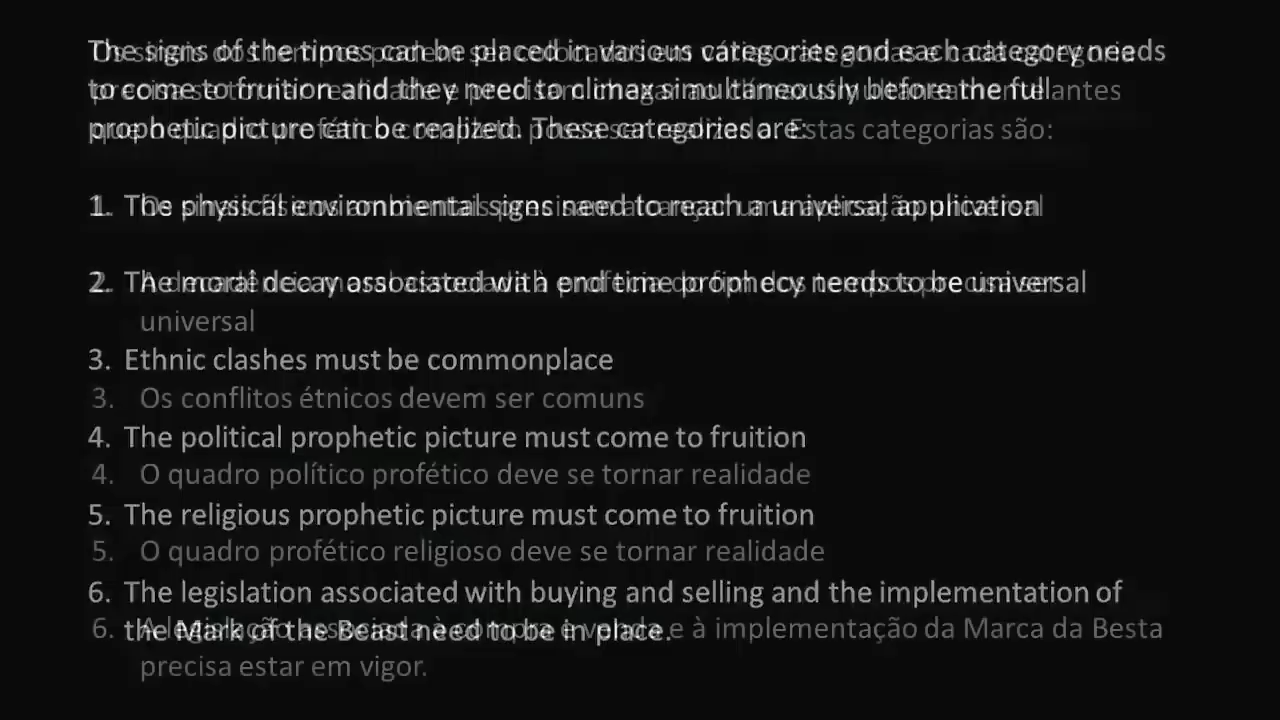 The signs of the times can be placed in various categories and each category needs
to come to fruition and they need to climax simultaneously before the full
prophetic picture can be realized. These categories are:
Estas categorias são:
1. The physical environmental signs need to reach a universal application
2. The moral decay associated with end time prophecy needs to be universal
universal
3. Ethnic clashes must be commonplace
3. Os conflitos étnicos devem ser comuns
4. The political prophetic picture must come to fruition
4. O quadro político profético deve se tornar realidade
5. The religious prophetic picture must come to fruition
5. O quadro profético religioso deve se tornar realidade
6. The legislation associated with buying and selling and the implementation of
the Mark of the Beast need to be in place.
6. A legislação associada à compra e venda e à implementação da Marca da Besta
precisa estar em vigor.